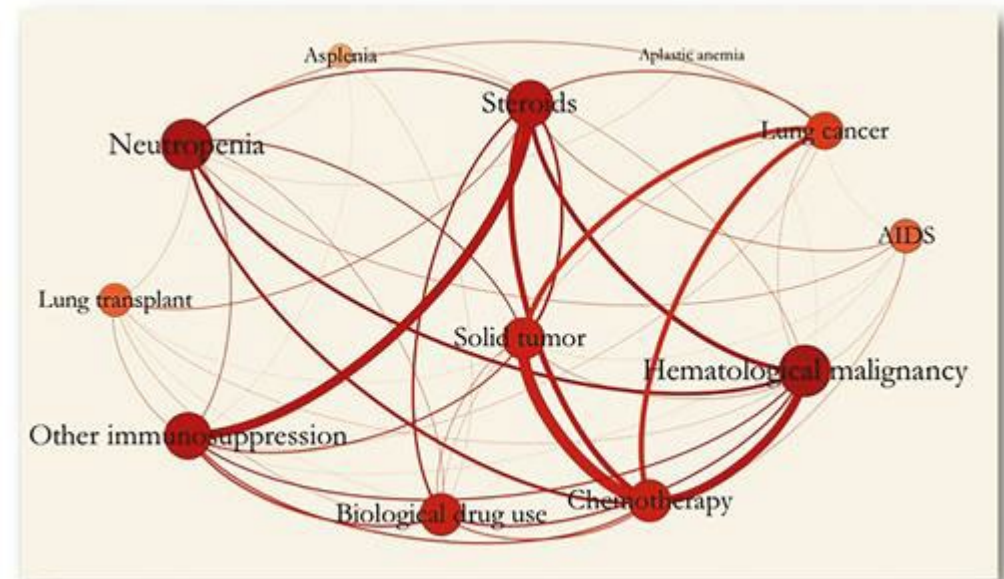 Asplenia
Aplastic anemia
Steroids
Lung cancer
Neutropenia
AIDS
Lung transplant
Solid tumor
Hematological malignancy
Other immunosuppression
Chemotherapy
Biological drug use